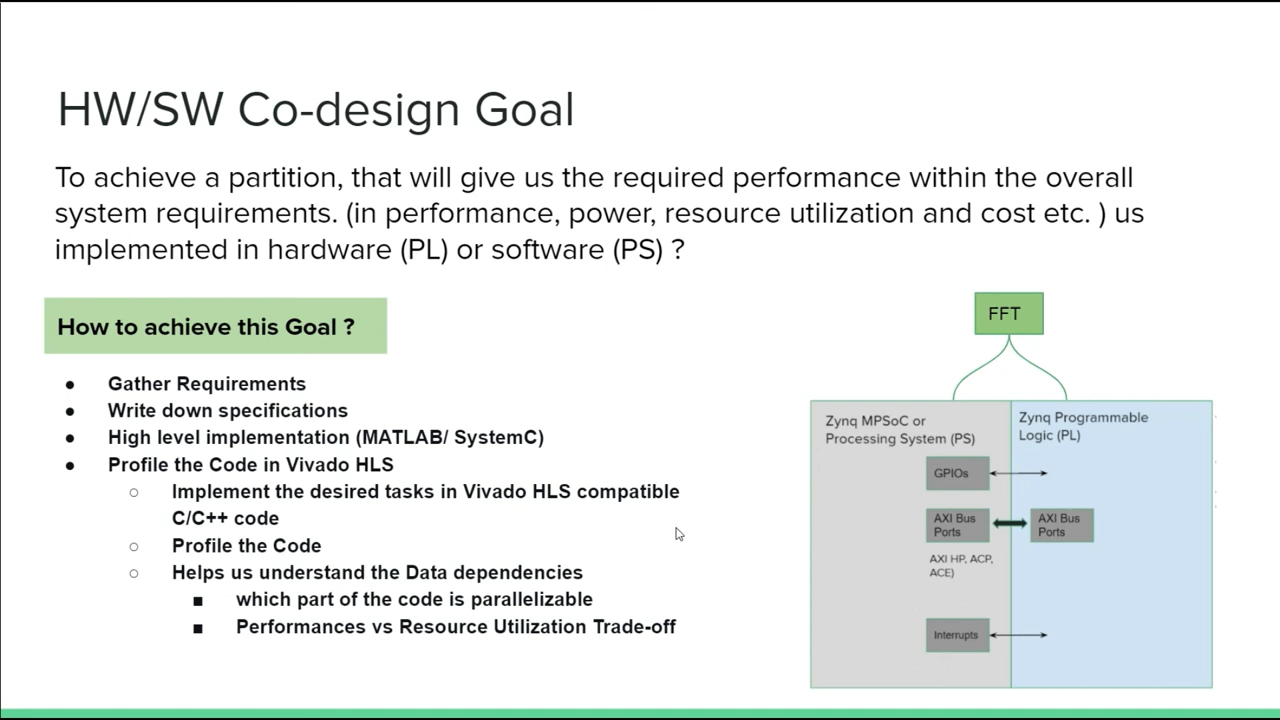 HW/SW Co-design Goal
To achieve a partition, that will give us the required performance within the overall
system requirements. (in performance, power, resource utilization and cost etc. ) us
implemented in hardware (PL) or software (PS) ?
How to achieve this Goal ?
● Gather Requirements
● Write down specifications
● High level implementation (MATLAB/ SystemC)
● Profile the Code in Vivado HLS
○ Implement the desired tasks in Vivado HLS compatible
C/C++ code
○ Profile the Code
○ Helps us understand the Data dependencies
■ which part of the code is parallelizable
■ Performances vs Resource Utilization Trade-off
FFT
Zynq MPSoC or
Processing System (PS)
Zynq Programmable
Logic (PL)
GPIOs
AXI Bus
Ports
AXI Bus
Ports
AXI HP, ACP,
ACE)
Interrupts